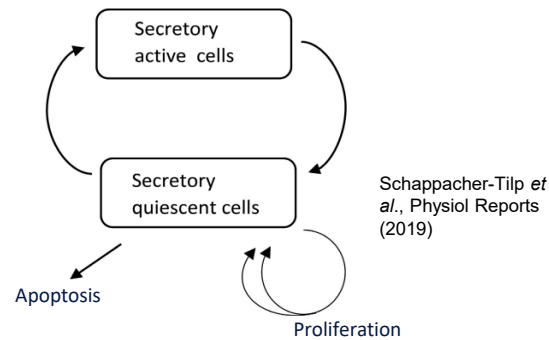 Secretory
active cells
Secretory
quiescent cells
Schappacher-Tilp et
al., Physiol Reports
(2019)
Apoptosis
Proliferation